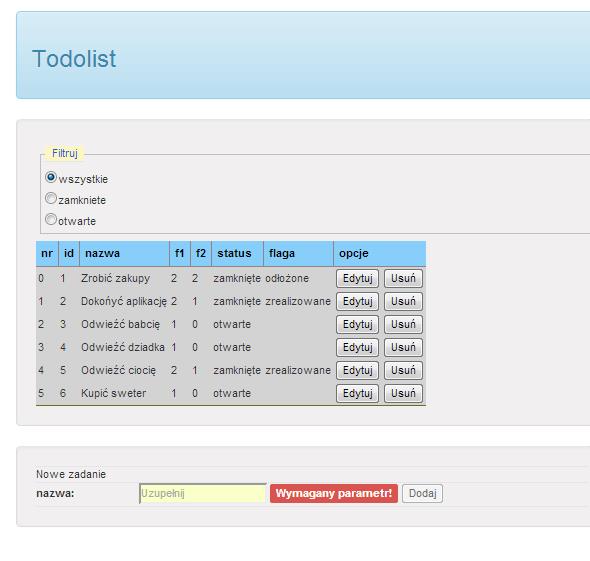 Todolist
Filtruj
wszystkie
zamkniete
otwarte
nr id nazwa f1 f2 status flaga opcje
0 1 Zrobić zakupy 2 2 zamknięte odłożone Edytuj Usuń
1 2 Dokońyć aplikację 2 1 zamknięte zrealizowane Edytuj Usuń
2 3 Odwieźć babcię 1 0 otwarte Edytuj Usuń
3 4 Odwieźć dziadka 1 0 otwarte Edytuj Usuń
4 5 Odwieźć ciocię 2 1 zamknięte zrealizowane Edytuj Usuń
5 6 Kupić sweter 1 0 otwarte Edytuj Usuń
Nowe zadanie
nazwa: Uzupełnij Wymagany parametr! Dodaj